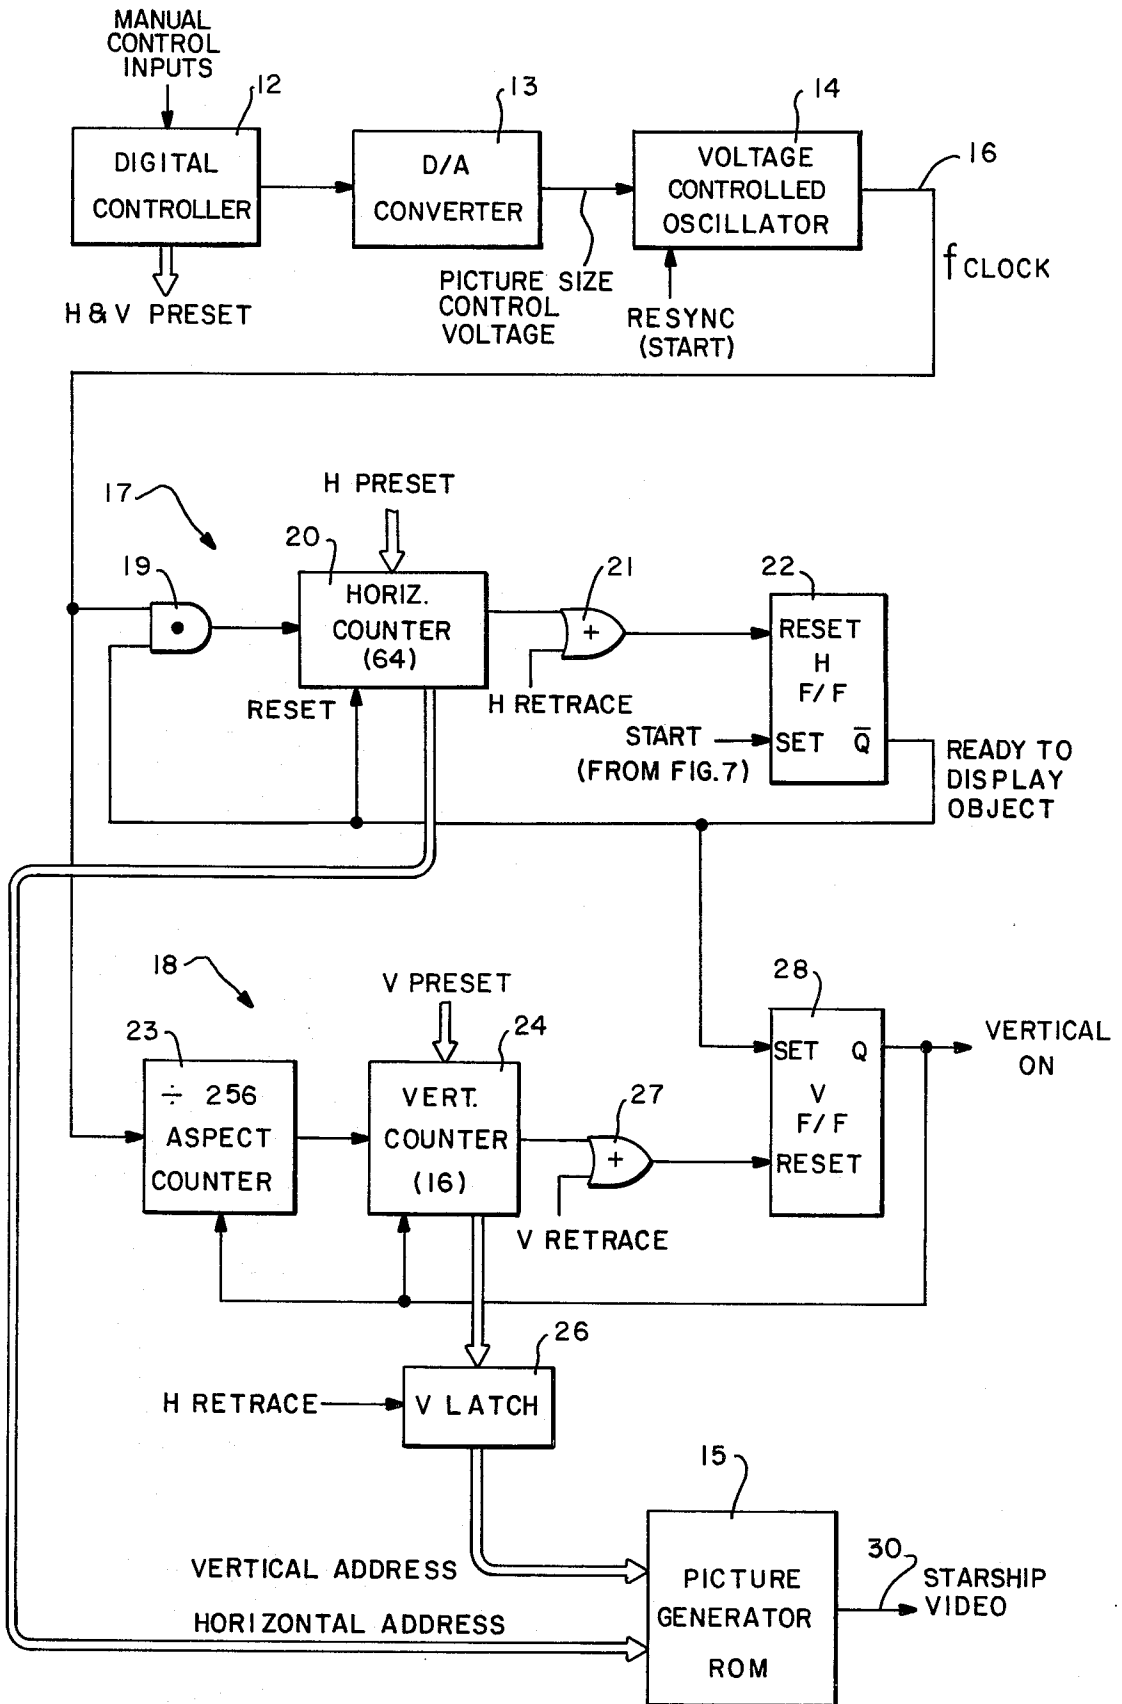 MANUAL
CONTROL
INPUTS
12
13
14
16
DIGITAL
CONTROLLER
D/A
CONVERTER
VOLTAGE
CONTROLLED
OSCILLATOR
f CLOCK
H & V PRESET
PICTURE SIZE
CONTROL
VOLTAGE
RESYNC
(START)
17
H PRESET
19
20
21
22
HORIZ.
COUNTER
(64)
+
RESET
H
F/F
SET Q̅
RESET
H RETRACE
START
(FROM FIG. 7)
READY TO
DISPLAY
OBJECT
18
V PRESET
23
24
27
28
÷ 256
ASPECT
COUNTER
VERT.
COUNTER
(16)
+
SET Q
V
F/F
RESET
VERTICAL
ON
V RETRACE
26
H RETRACE
V LATCH
15
VERTICAL ADDRESS
HORIZONTAL ADDRESS
PICTURE
GENERATOR
ROM
30
STARSHIP
VIDEO